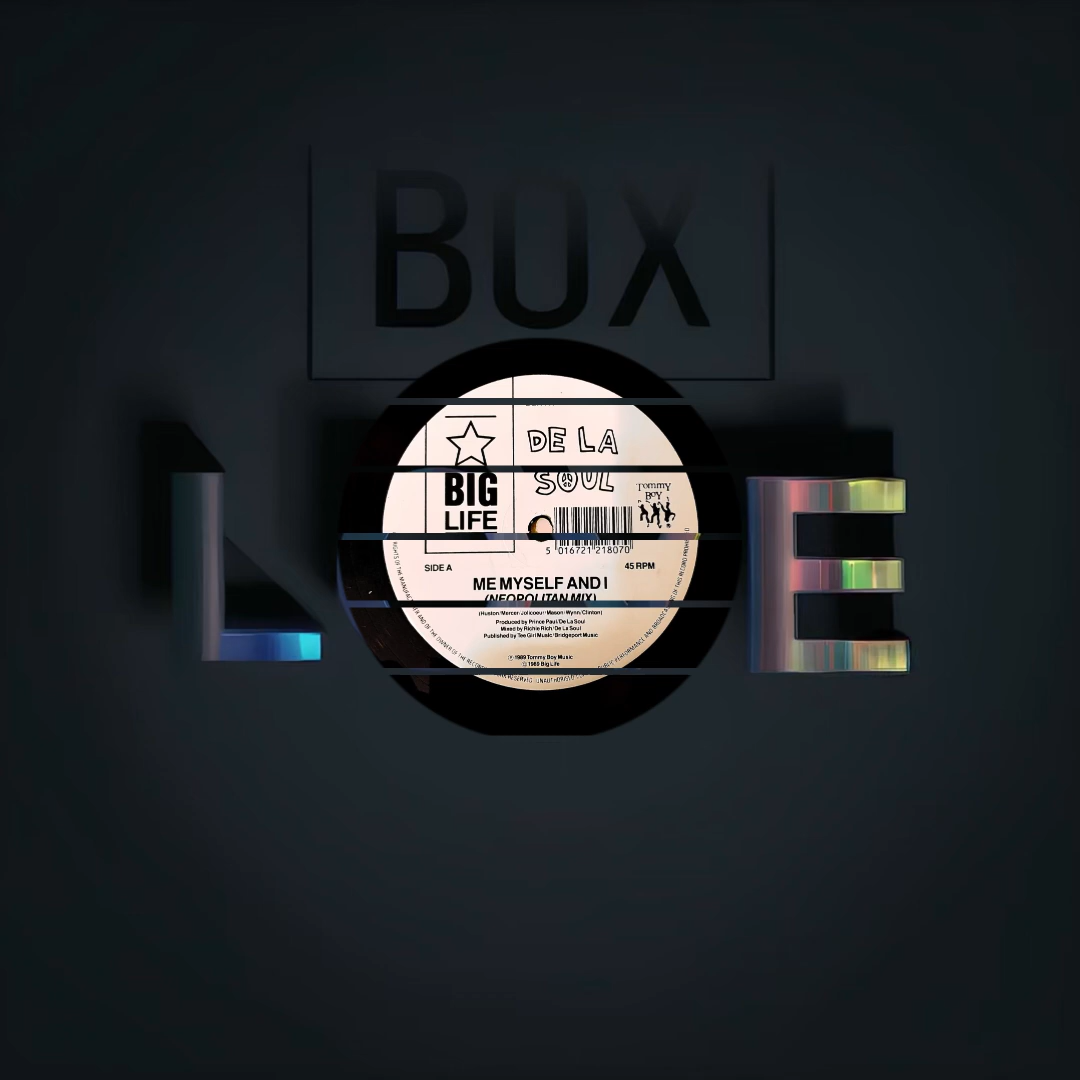 BOX
L E
DE LA
SOUL
BIG
LIFE
Tommy
BOY
5 016721 218070
SIDE A
45 RPM
ME MYSELF AND I
(NEOPOLITAN MIX)
(Huston/Mercer/Jolicoeur/Mason/Wynn/Clinton)
Produced by Prince Paul/De La Soul
Mixed by Richie Rich/De La Soul
Published by Tee Girl Music/Bridgeport Music
℗ 1989 Tommy Boy Music
© 1989 Big Life